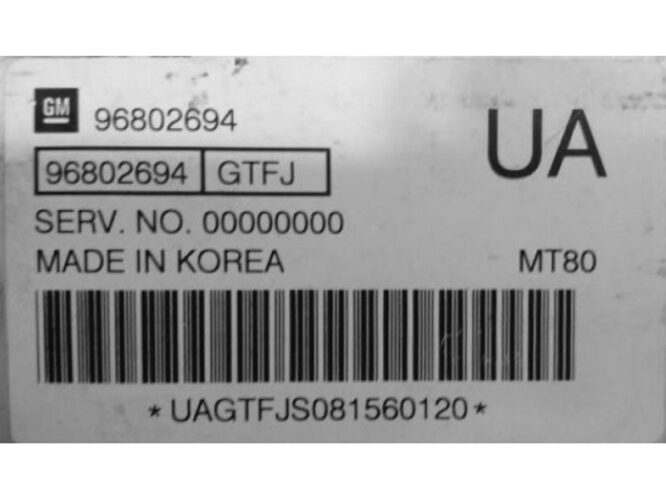 GM 96802694
UA
96802694 GTFJ
SERV. NO. 00000000
MADE IN KOREA
MT80
*UAGTFJS081560120*